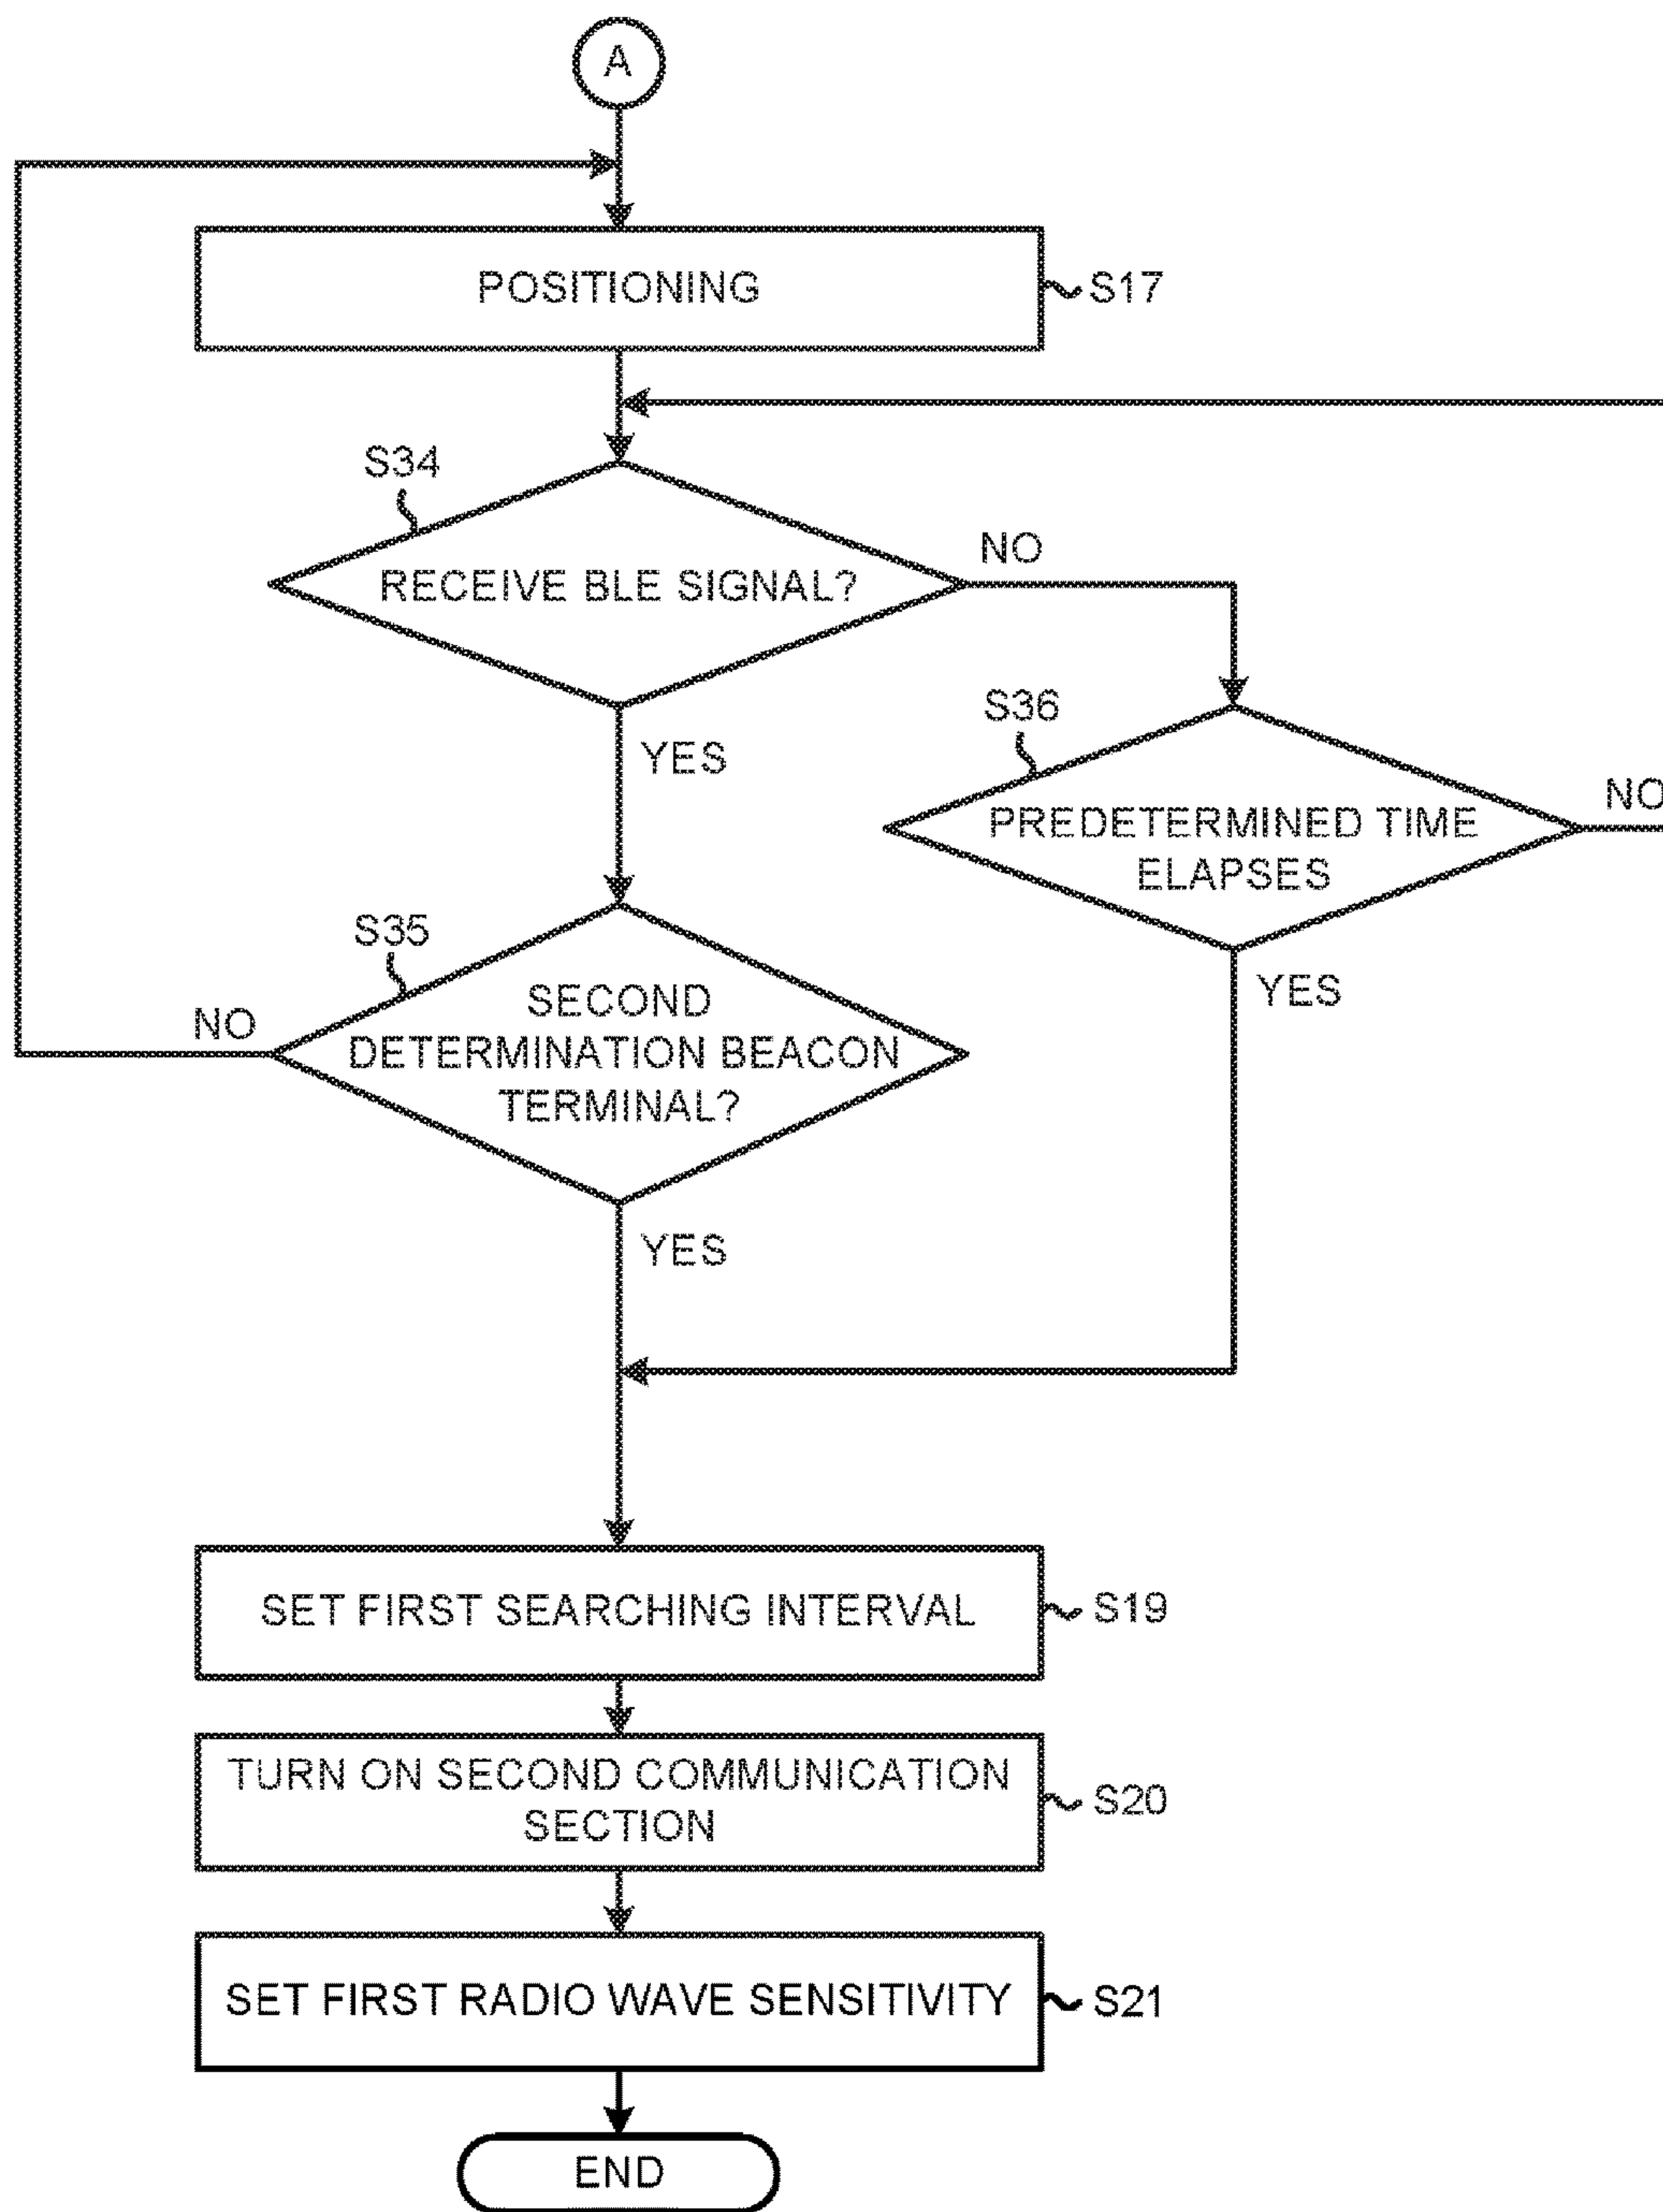 A
POSITIONING
S17
S34
RECEIVE BLE SIGNAL?
NO
YES
S36
PREDETERMINED TIME
ELAPSES
NO
YES
S35
SECOND
DETERMINATION BEACON
TERMINAL?
NO
YES
SET FIRST SEARCHING INTERVAL
S19
TURN ON SECOND COMMUNICATION
SECTION
S20
SET FIRST RADIO WAVE SENSITIVITY
S21
END